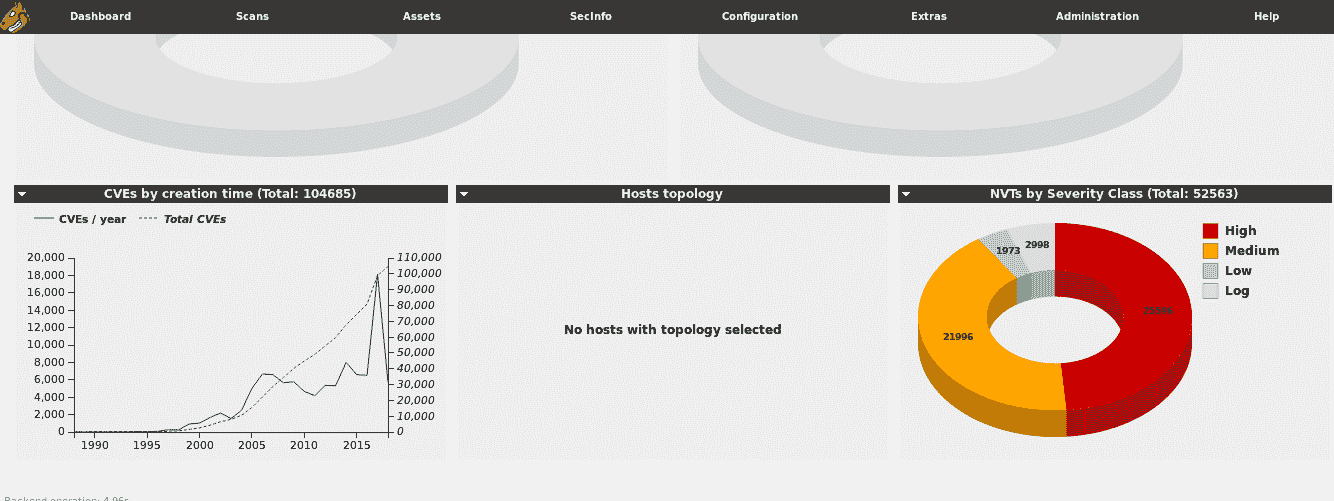 Dashboard Scans Assets SecInfo Configuration Extras Administration Help
CVEs by creation time (Total: 104685)
CVEs / year Total CVEs
20,000
18,000
16,000
14,000
12,000
10,000
8,000
6,000
4,000
2,000
0
110,000
100,000
90,000
80,000
70,000
60,000
50,000
40,000
30,000
20,000
10,000
0
1990 1995 2000 2005 2010 2015
Hosts topology
No hosts with topology selected
NVTs by Severity Class (Total: 52563)
1973
2998
21996
High
Medium
Low
Log
Backend operation: 4.96s